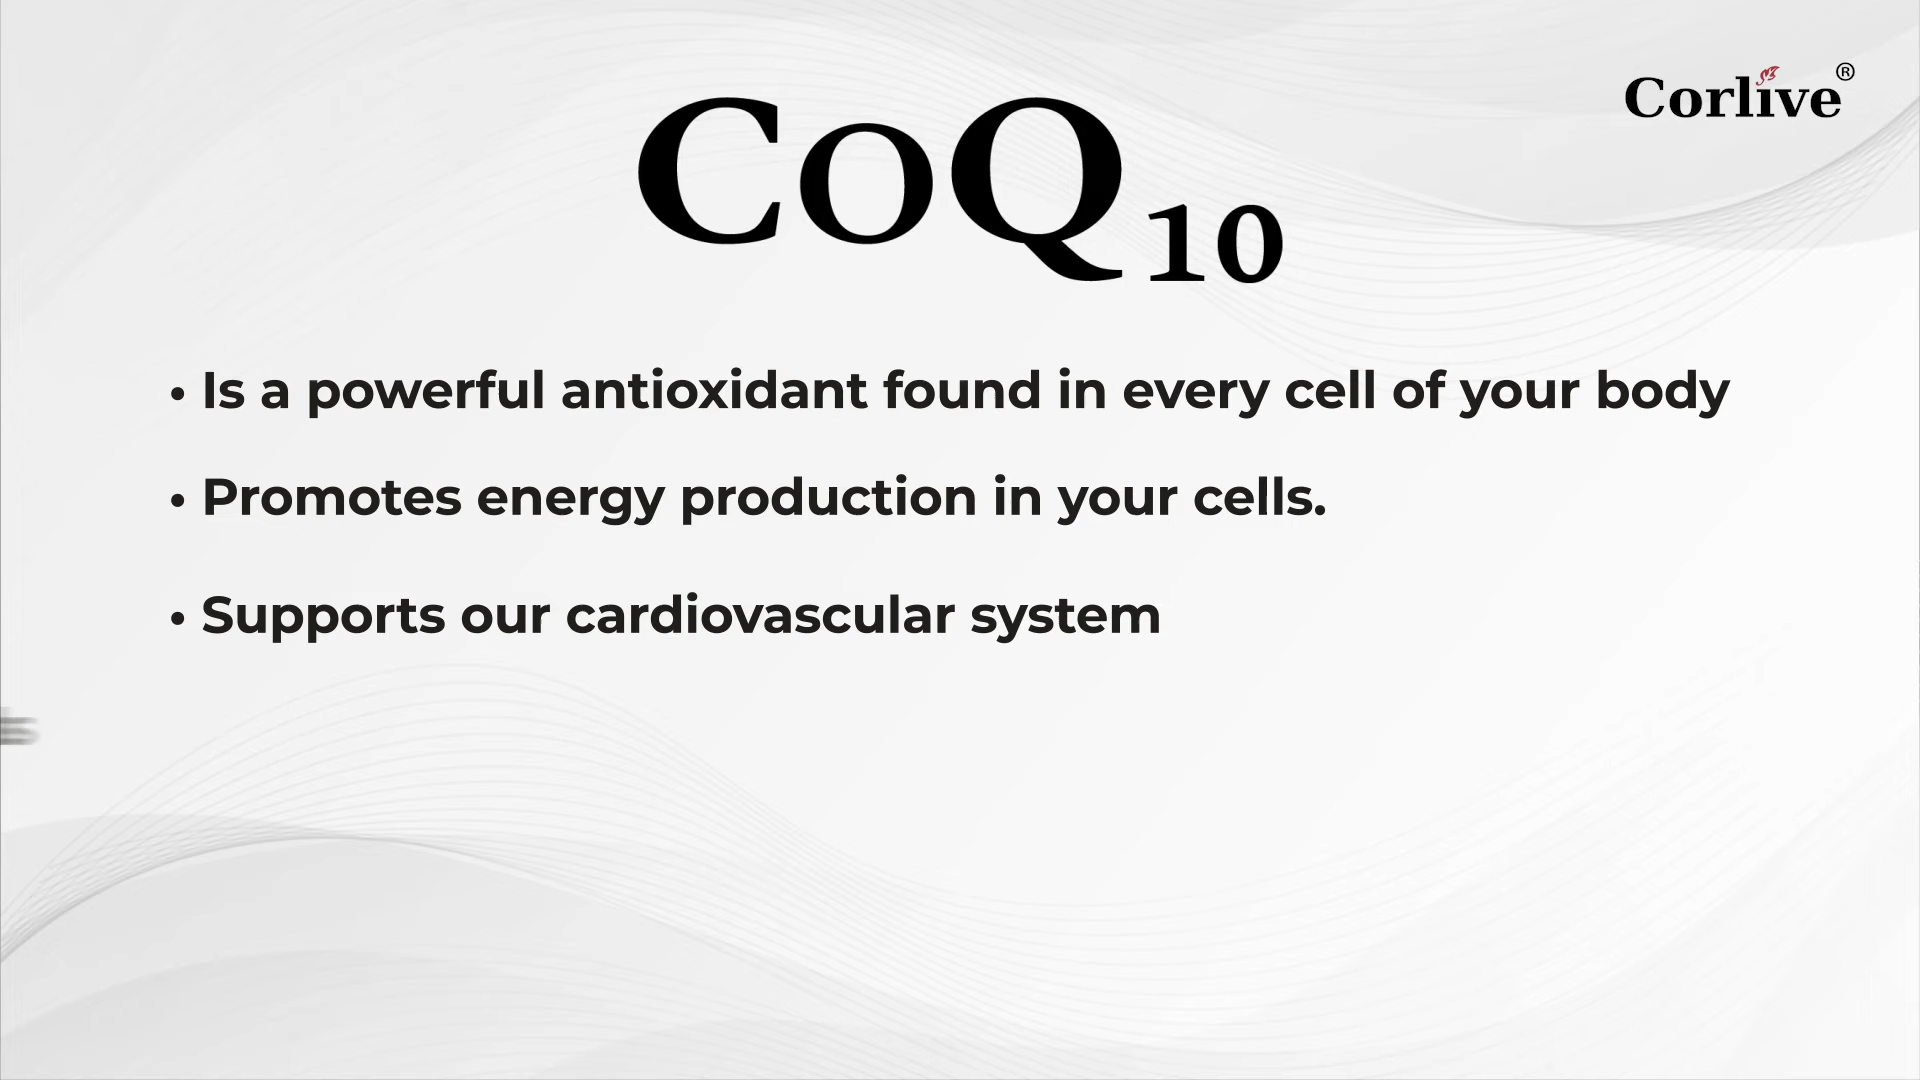 Corlive®
CoQ10
• Is a powerful antioxidant found in every cell of your body
• Promotes energy production in your cells.
• Supports our cardiovascular system